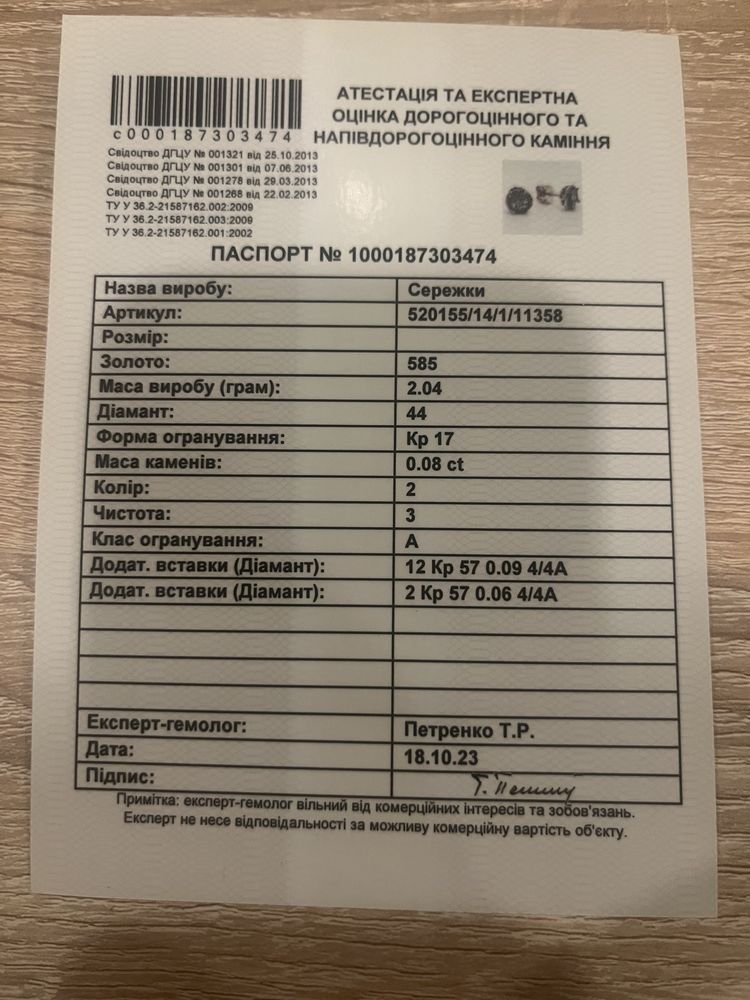 c000187303474
АТЕСТАЦІЯ ТА ЕКСПЕРТНА
ОЦІНКА ДОРОГОЦІННОГО ТА
НАПІВДОРОГОЦІННОГО КАМІННЯ
Свідоцтво ДГЦУ № 001321 від 25.10.2013
Свідоцтво ДГЦУ № 001301 від 07.06.2013
Свідоцтво ДГЦУ № 001278 від 29.03.2013
Свідоцтво ДГЦУ № 001268 від 22.02.2013
ТУ У 36.2-21587162.002:2009
ТУ У 36.2-21587162.003:2009
ТУ У 36.2-21587162.001:2002
ПАСПОРТ № 1000187303474
Назва виробу: Сережки
Артикул: 520155/14/1/11358
Розмір:
Золото: 585
Маса виробу (грам): 2.04
Діамант: 44
Форма огранування: Кр 17
Маса каменів: 0.08 ct
Колір: 2
Чистота: 3
Клас огранування: А
Додат. вставки (Діамант): 12 Кр 57 0.09 4/4А
Додат. вставки (Діамант): 2 Кр 57 0.06 4/4А
Експерт-гемолог: Петренко Т.Р.
Дата: 18.10.23
Підпис:
Примітка: експерт-гемолог вільний від комерційних інтересів та зобов'язань.
Експерт не несе відповідальності за можливу комерційну вартість об'єкту.